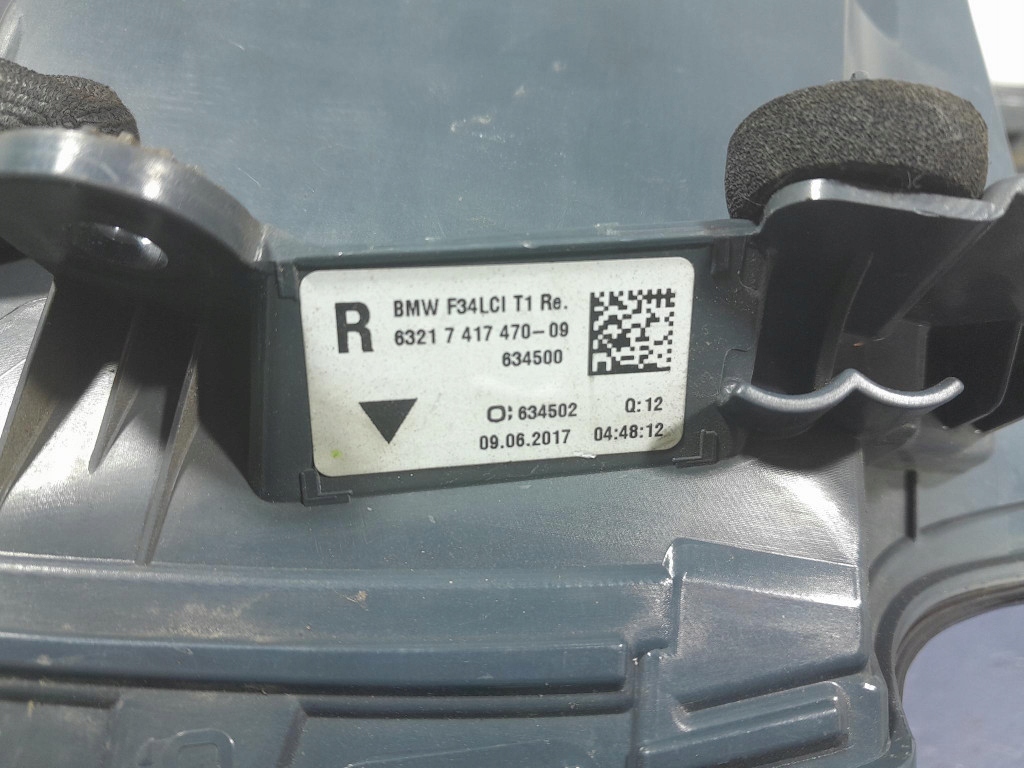 R
BMW F34LCI T1 Re.
6321 7 417 470-09
634500
O: 634502 Q: 12
09.06.2017 04:48:12